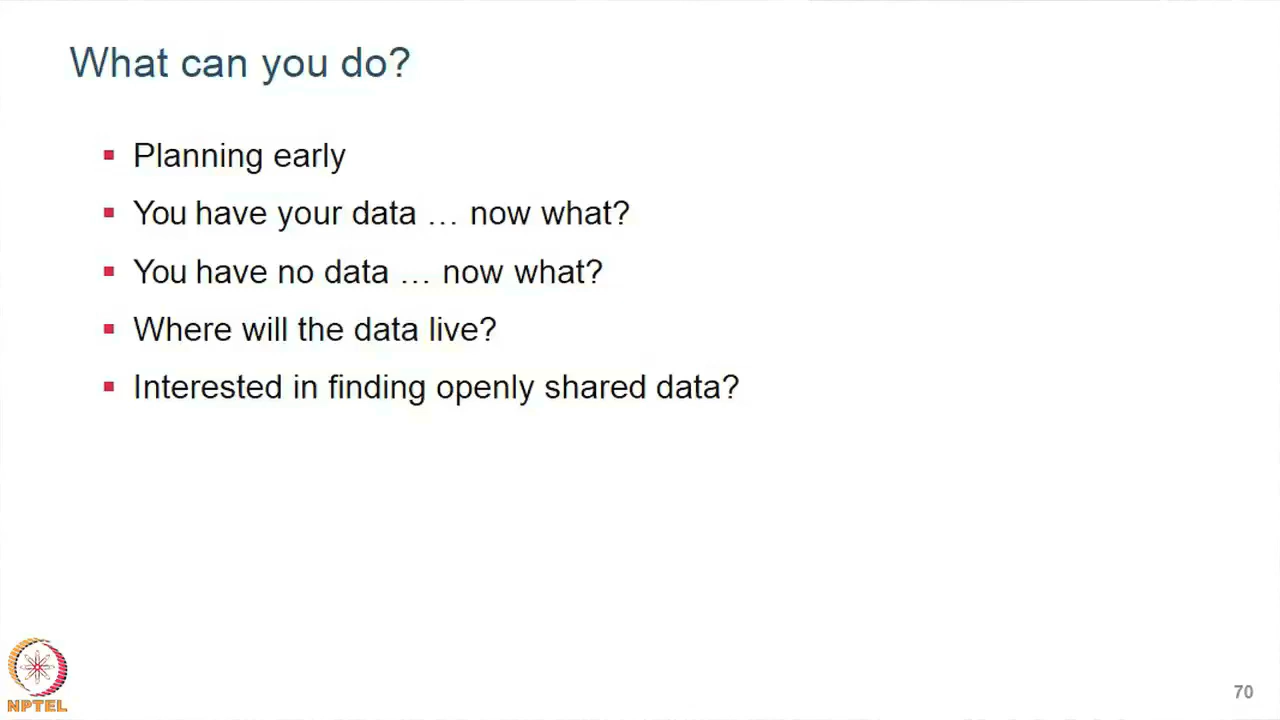 What can you do?
Planning early
You have your data … now what?
You have no data … now what?
Where will the data live?
Interested in finding openly shared data?
NPTEL
70